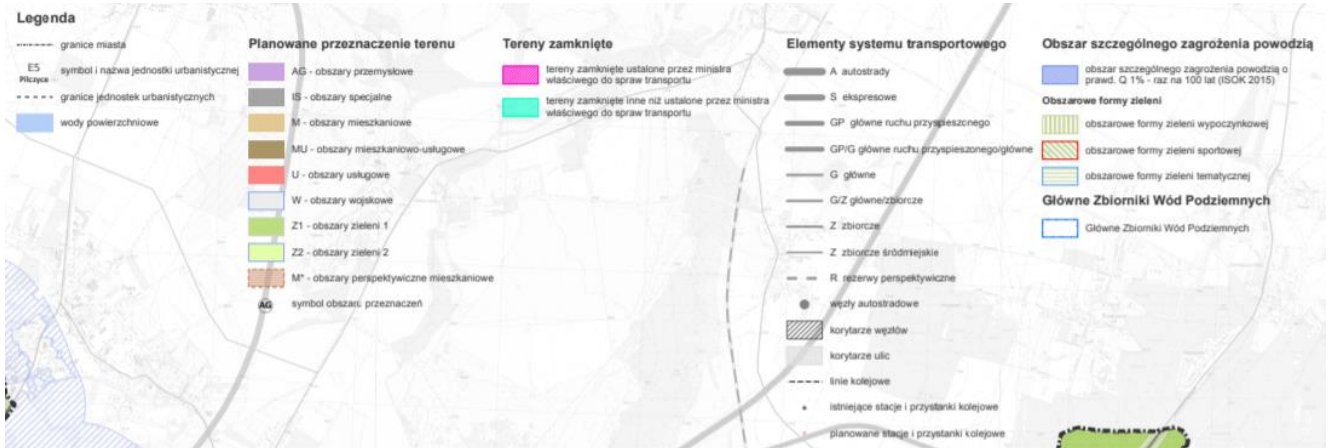 Legenda
granice miasta
E5
Pilczyce
symbol i nazwa jednostki urbanistycznej
granice jednostek urbanistycznych
wody powierzchniowe
Planowane przeznaczenie terenu
AG - obszary przemysłowe
IS - obszary specjalne
M - obszary mieszkaniowe
MU - obszary mieszkaniowo-usługowe
U - obszary usługowe
W - obszary wojskowe
Z1 - obszary zieleni 1
Z2 - obszary zieleni 2
M* - obszary perspektywiczne mieszkaniowe
AG
symbol obszaru przeznaczeń
Tereny zamknięte
tereny zamknięte ustalone przez ministra
właściwego do spraw transportu
tereny zamknięte inne niż ustalone przez ministra
właściwego do spraw transportu
Elementy systemu transportowego
A autostrady
S ekspresowe
GP główne ruchu przyspieszonego
GP/G główne ruchu przyspieszonego/główne
G główne
G/Z główne/zbiorcze
Z zbiorcze
Z zbiorcze śródmiejskie
R rezerwy perspektywiczne
węzły autostradowe
korytarze węzłów
korytarze ulic
linie kolejowe
istniejące stacje i przystanki kolejowe
planowane stacje i przystanki kolejowe
Obszar szczególnego zagrożenia powodzią
obszar szczególnego zagrożenia powodzią o
prawd. Q 1% - raz na 100 lat (ISOK 2015)
Obszarowe formy zieleni
obszarowe formy zieleni wypoczynkowej
obszarowe formy zieleni sportowej
obszarowe formy zieleni tematycznej
Główne Zbiorniki Wód Podziemnych
Główne Zbiorniki Wód Podziemnych